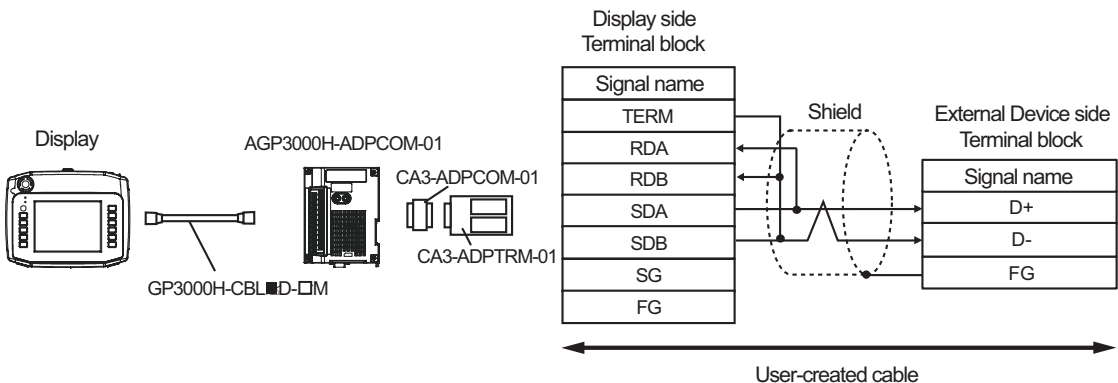 Display side
Terminal block
Signal name
TERM
RDA
RDB
SDA
SDB
SG
FG
Shield
External Device side
Terminal block
Signal name
D+
D-
FG
Display
AGP3000H-ADPCOM-01
CA3-ADPCOM-01
CA3-ADPTRM-01
GP3000H-CBL■D-□M
User-created cable